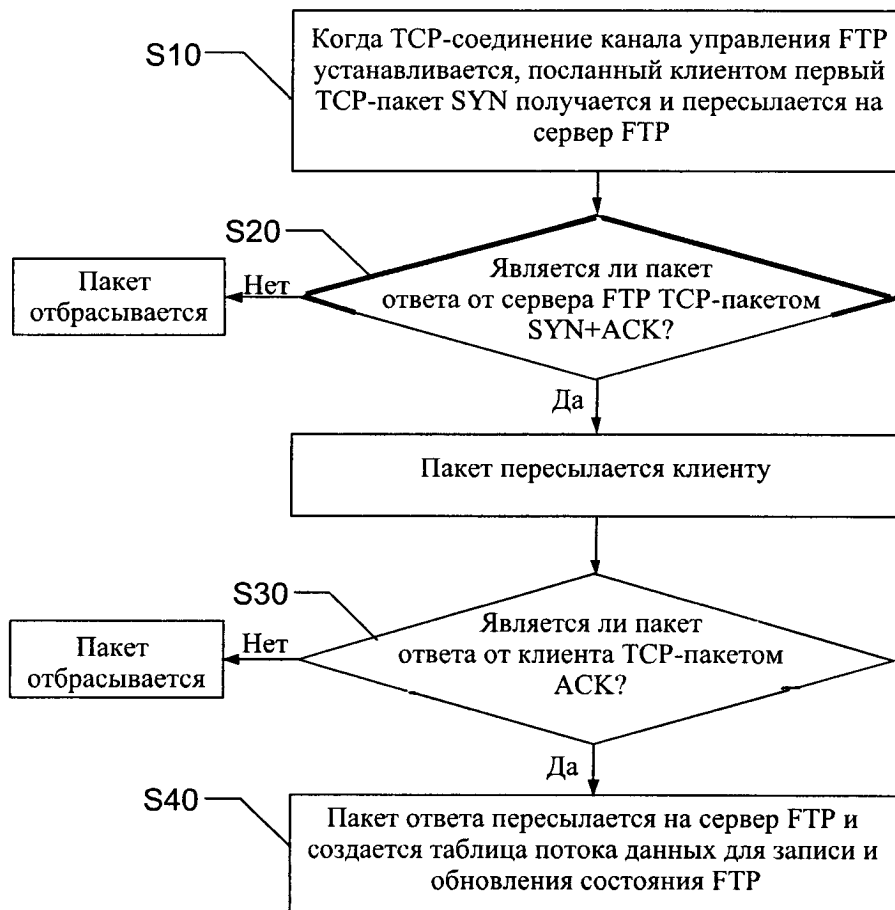 S10
Когда TCP-соединение канала управления FTP
устанавливается, посланный клиентом первый
TCP-пакет SYN получается и пересылается на
сервер FTP
S20
Пакет
отбрасывается
Нет
Является ли пакет
ответа от сервера FTP TCP-пакетом
SYN+ACK?
Да
Пакет пересылается клиенту
S30
Пакет
отбрасывается
Нет
Является ли пакет
ответа от клиента TCP-пакетом
ACK?
Да
S40
Пакет ответа пересылается на сервер FTP и
создается таблица потока данных для записи и
обновления состояния FTP